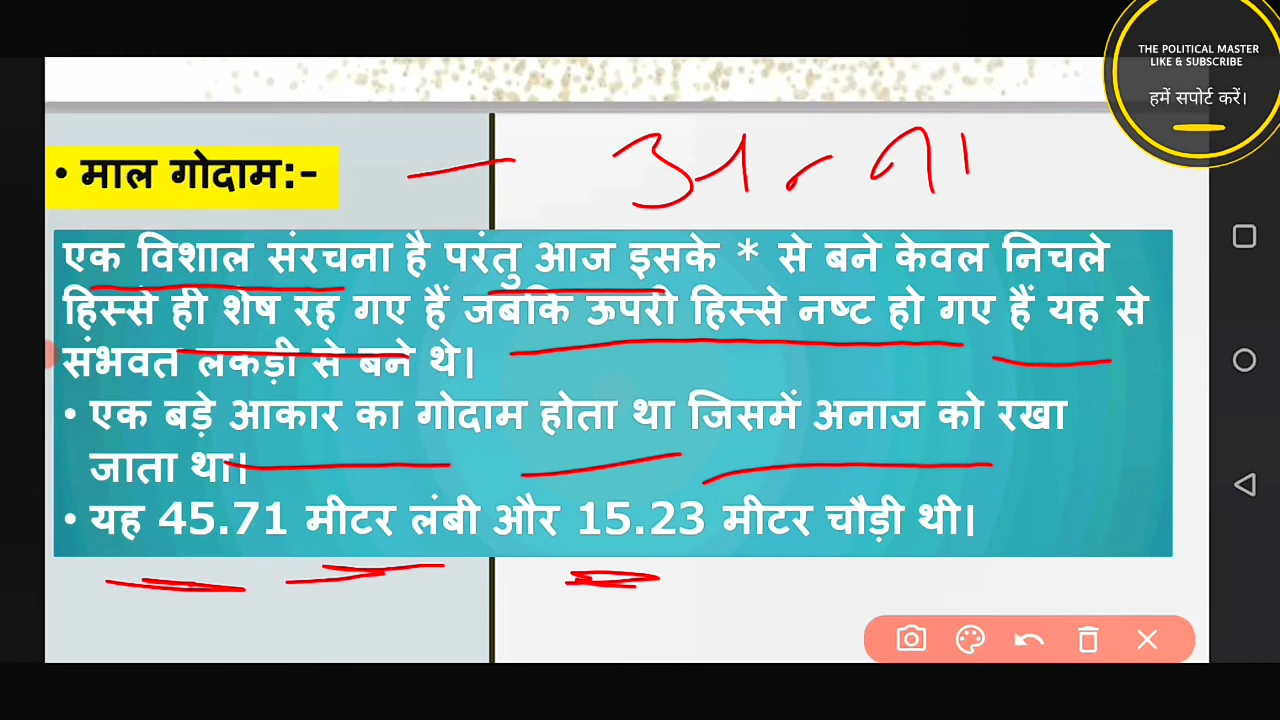 THE POLITICAL MASTER
LIKE & SUBSCRIBE
हमें सपोर्ट करें।
• माल गोदाम:-
एक विशाल संरचना है परंतु आज इसके * से बने केवल निचले
हिस्से ही शेष रह गए हैं जबकि ऊपरी हिस्से नष्ट हो गए हैं यह से
संभवत लकड़ी से बने थे।
• एक बड़े आकार का गोदाम होता था जिसमें अनाज को रखा
जाता था।
• यह 45.71 मीटर लंबी और 15.23 मीटर चौड़ी थी।